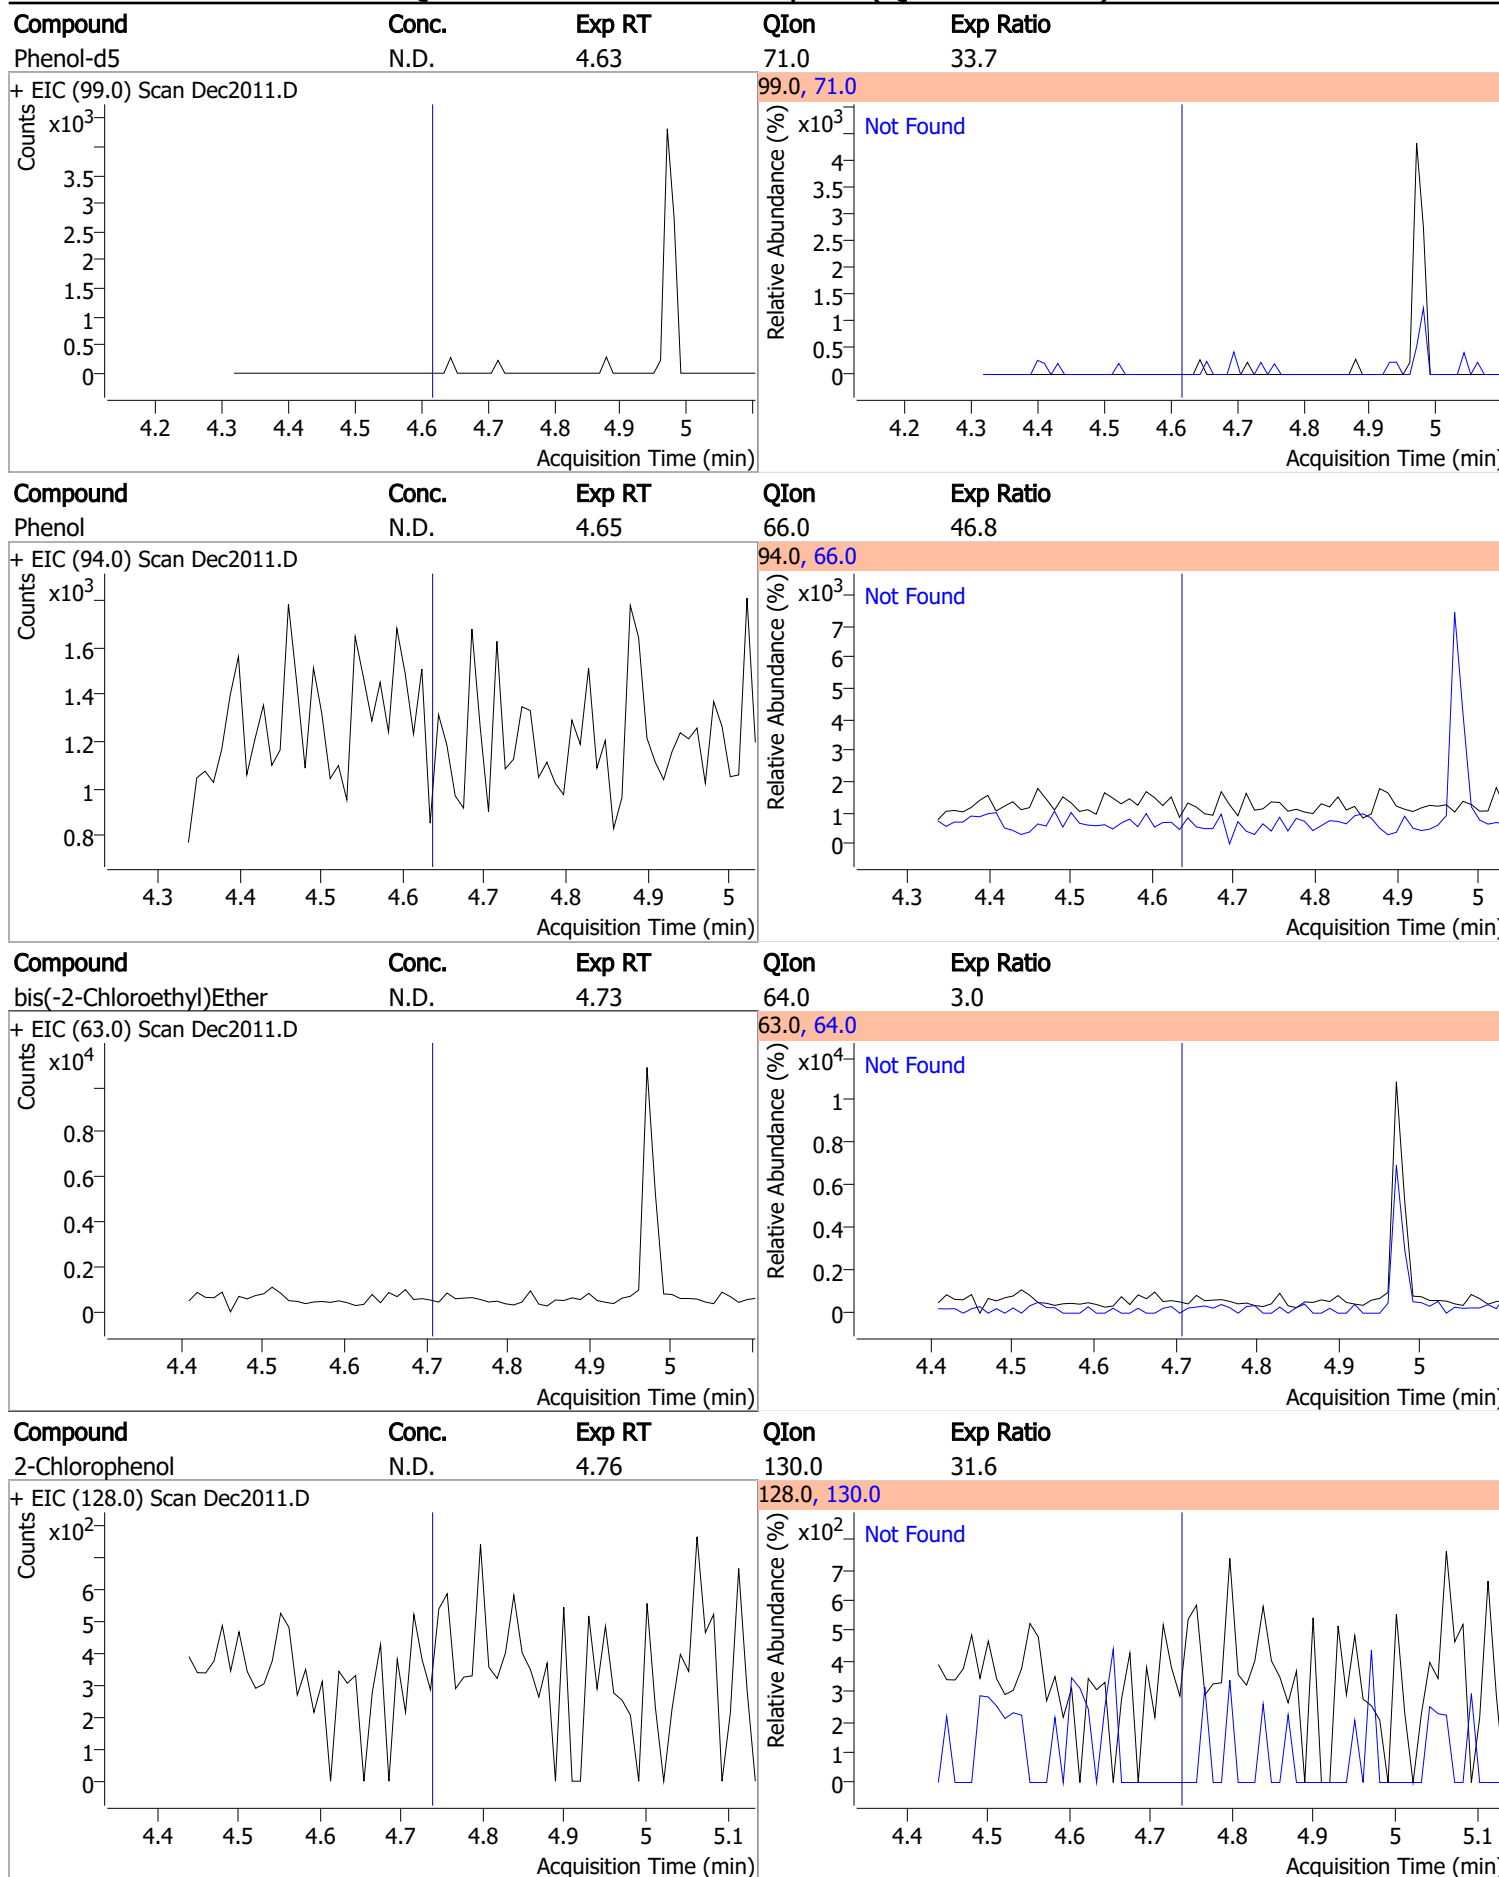 Compound Conc. Exp RT QIon Exp Ratio
Phenol-d5 N.D. 4.63 71.0 33.7
+ EIC (99.0) Scan Dec2011.D
Counts
x10³
3.5
3
2.5
2
1.5
1
0.5
0
4.2 4.3 4.4 4.5 4.6 4.7 4.8 4.9 5
Acquisition Time (min)
99.0, 71.0
Relative Abundance (%)
x10³
Not Found
4
3.5
3
2.5
2
1.5
1
0.5
0
4.2 4.3 4.4 4.5 4.6 4.7 4.8 4.9 5
Acquisition Time (min)
Compound Conc. Exp RT QIon Exp Ratio
Phenol N.D. 4.65 66.0 46.8
+ EIC (94.0) Scan Dec2011.D
Counts
x10³
1.6
1.4
1.2
1
0.8
4.3 4.4 4.5 4.6 4.7 4.8 4.9 5
Acquisition Time (min)
94.0, 66.0
Relative Abundance (%)
x10³
Not Found
7
6
5
4
3
2
1
0
4.3 4.4 4.5 4.6 4.7 4.8 4.9 5
Acquisition Time (min)
Compound Conc. Exp RT QIon Exp Ratio
bis(-2-Chloroethyl)Ether N.D. 4.73 64.0 3.0
+ EIC (63.0) Scan Dec2011.D
Counts
x10⁴
0.8
0.6
0.4
0.2
0
4.4 4.5 4.6 4.7 4.8 4.9 5
Acquisition Time (min)
63.0, 64.0
Relative Abundance (%)
x10⁴
Not Found
1
0.8
0.6
0.4
0.2
0
4.4 4.5 4.6 4.7 4.8 4.9 5
Acquisition Time (min)
Compound Conc. Exp RT QIon Exp Ratio
2-Chlorophenol N.D. 4.76 130.0 31.6
+ EIC (128.0) Scan Dec2011.D
Counts
x10²
6
5
4
3
2
1
0
4.4 4.5 4.6 4.7 4.8 4.9 5 5.1
Acquisition Time (min)
128.0, 130.0
Relative Abundance (%)
x10²
Not Found
7
6
5
4
3
2
1
0
4.4 4.5 4.6 4.7 4.8 4.9 5 5.1
Acquisition Time (min)